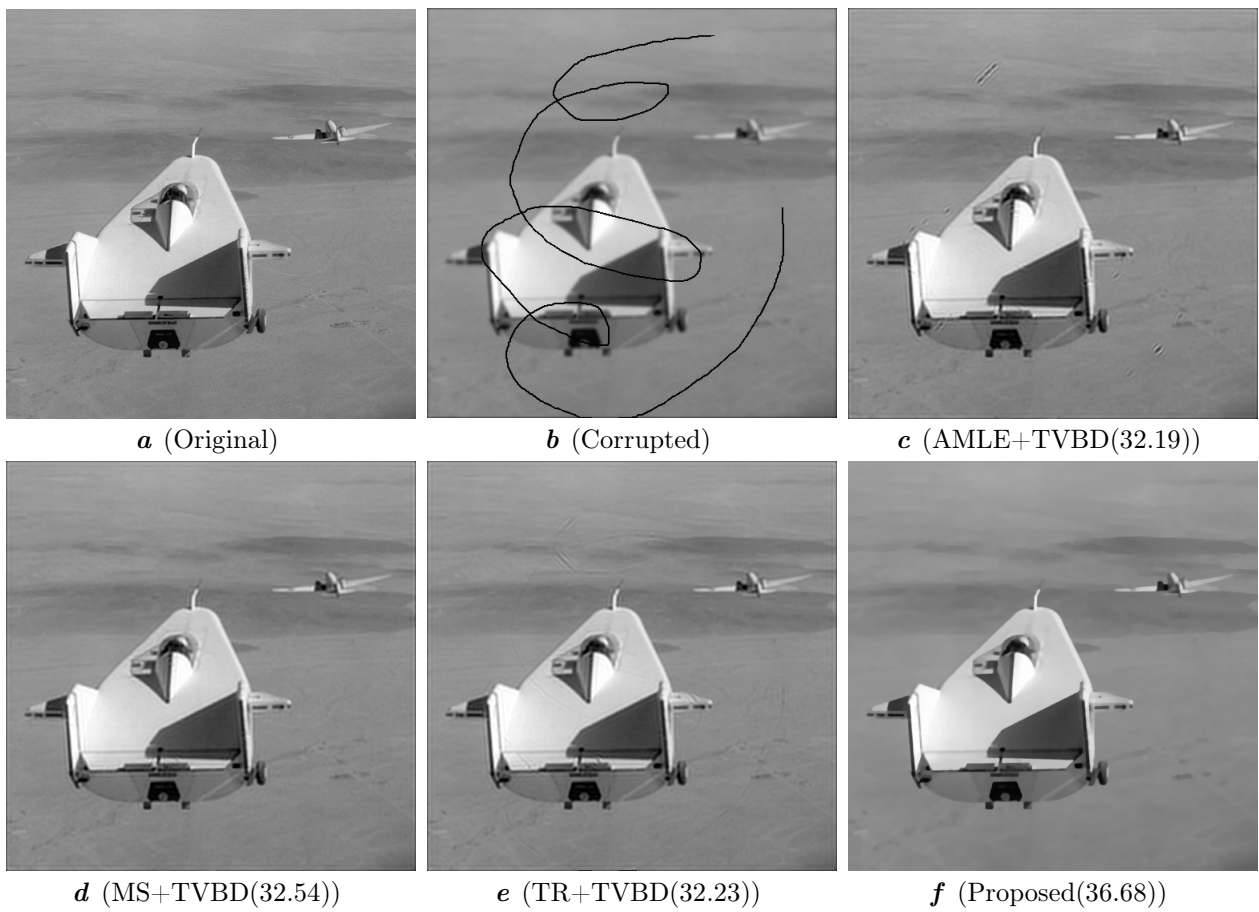 a (Original)
b (Corrupted)
c (AMLE+TVBD(32.19))
d (MS+TVBD(32.54))
e (TR+TVBD(32.23))
f (Proposed(36.68))